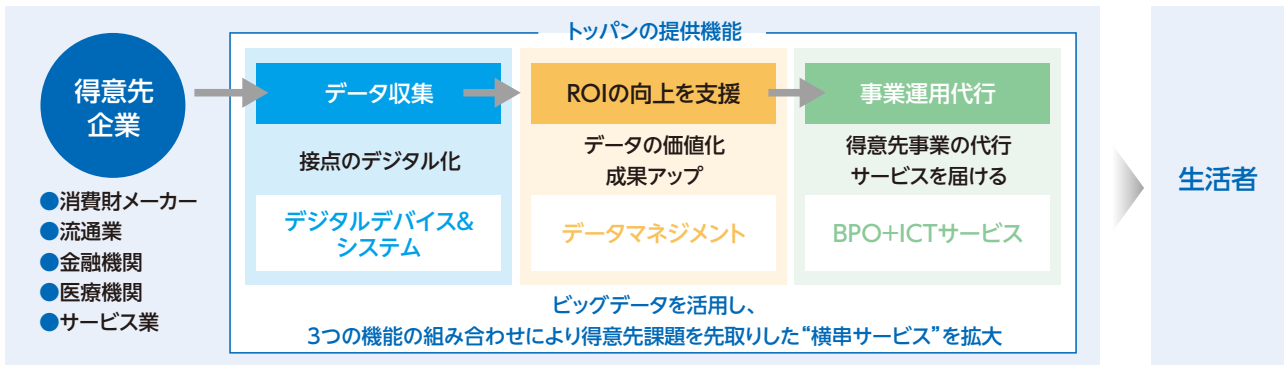 トッパンの提供機能
得意先
企業
●消費財メーカー
●流通業
●金融機関
●医療機関
●サービス業
データ収集
接点のデジタル化
デジタルデバイス&
システム
ROIの向上を支援
データの価値化
成果アップ
データマネジメント
事業運用代行
得意先事業の代行
サービスを届ける
BPO+ICTサービス
ビッグデータを活用し、
3つの機能の組み合わせにより得意先課題を先取りした“横串サービス”を拡大
生活者